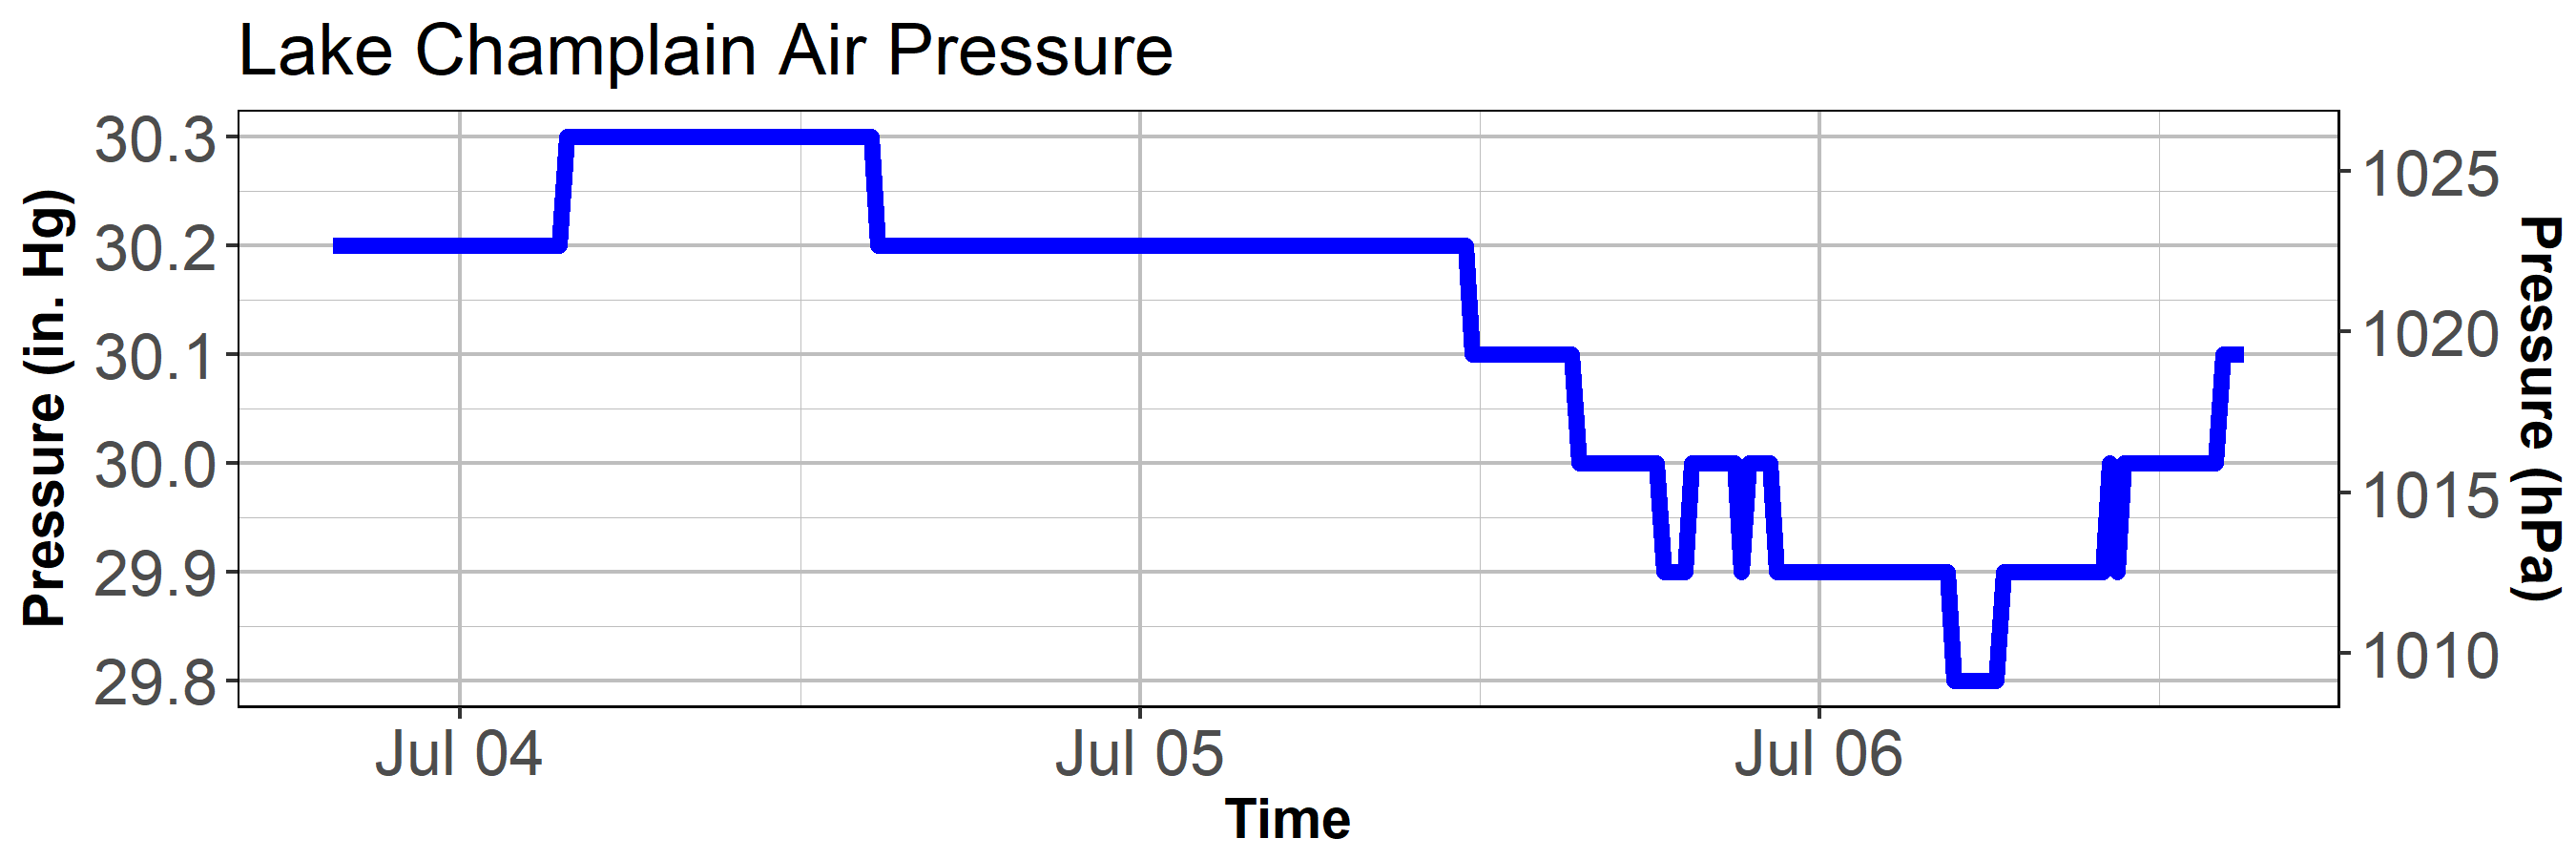 Lake Champlain Air Pressure
Pressure (in. Hg)
30.3
30.2
30.1
30.0
29.9
29.8
1025
1020
1015
1010
Pressure (hPa)
Jul 04 Jul 05 Jul 06
Time